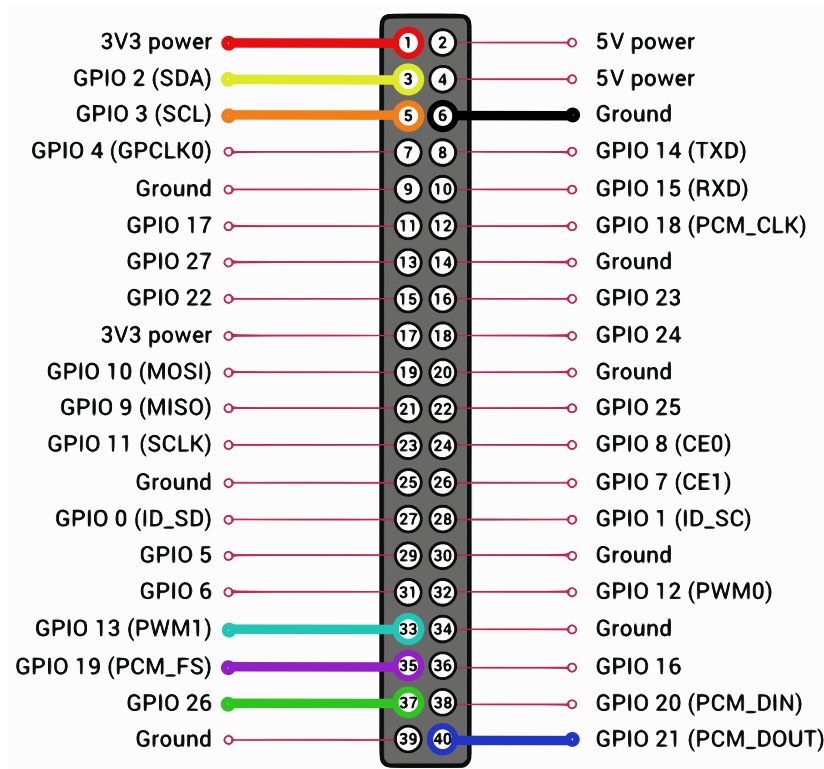 3V3 power 1 2 5V power
GPIO 2 (SDA) 3 4 5V power
GPIO 3 (SCL) 5 6 Ground
GPIO 4 (GPCLK0) 7 8 GPIO 14 (TXD)
Ground 9 10 GPIO 15 (RXD)
GPIO 17 11 12 GPIO 18 (PCM_CLK)
GPIO 27 13 14 Ground
GPIO 22 15 16 GPIO 23
3V3 power 17 18 GPIO 24
GPIO 10 (MOSI) 19 20 Ground
GPIO 9 (MISO) 21 22 GPIO 25
GPIO 11 (SCLK) 23 24 GPIO 8 (CE0)
Ground 25 26 GPIO 7 (CE1)
GPIO 0 (ID_SD) 27 28 GPIO 1 (ID_SC)
GPIO 5 29 30 Ground
GPIO 6 31 32 GPIO 12 (PWM0)
GPIO 13 (PWM1) 33 34 Ground
GPIO 19 (PCM_FS) 35 36 GPIO 16
GPIO 26 37 38 GPIO 20 (PCM_DIN)
Ground 39 40 GPIO 21 (PCM_DOUT)